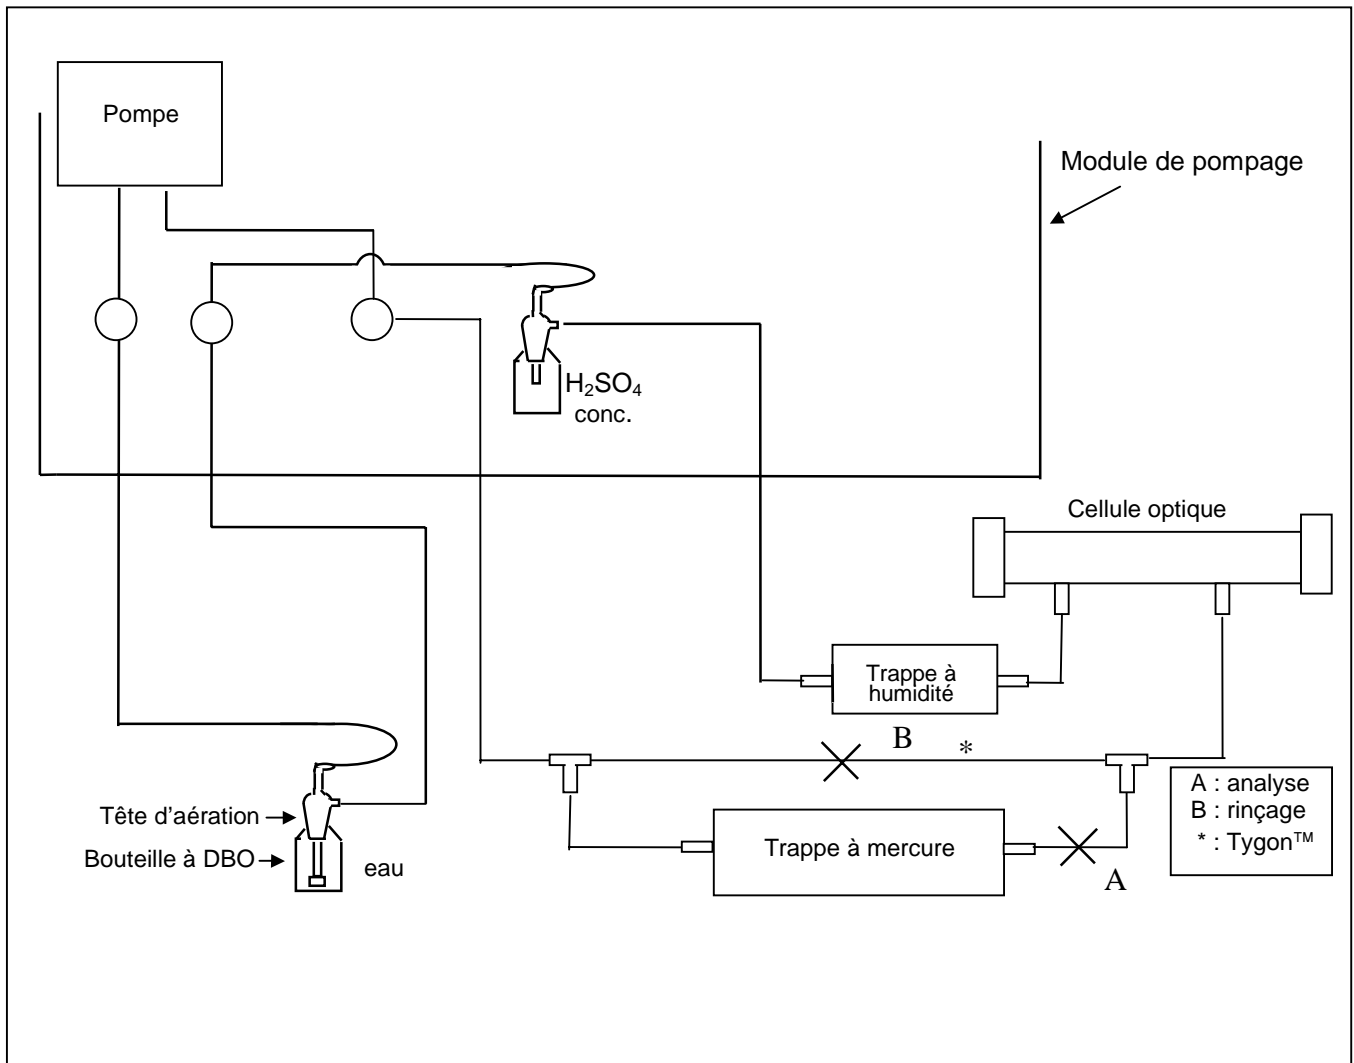 Pompe
Module de pompage
H₂SO₄
conc.
Cellule optique
Trappe à
humidité
B
*
A : analyse
B : rinçage
* : Tygon™
Tête d'aération
Bouteille à DBO
eau
Trappe à mercure
A